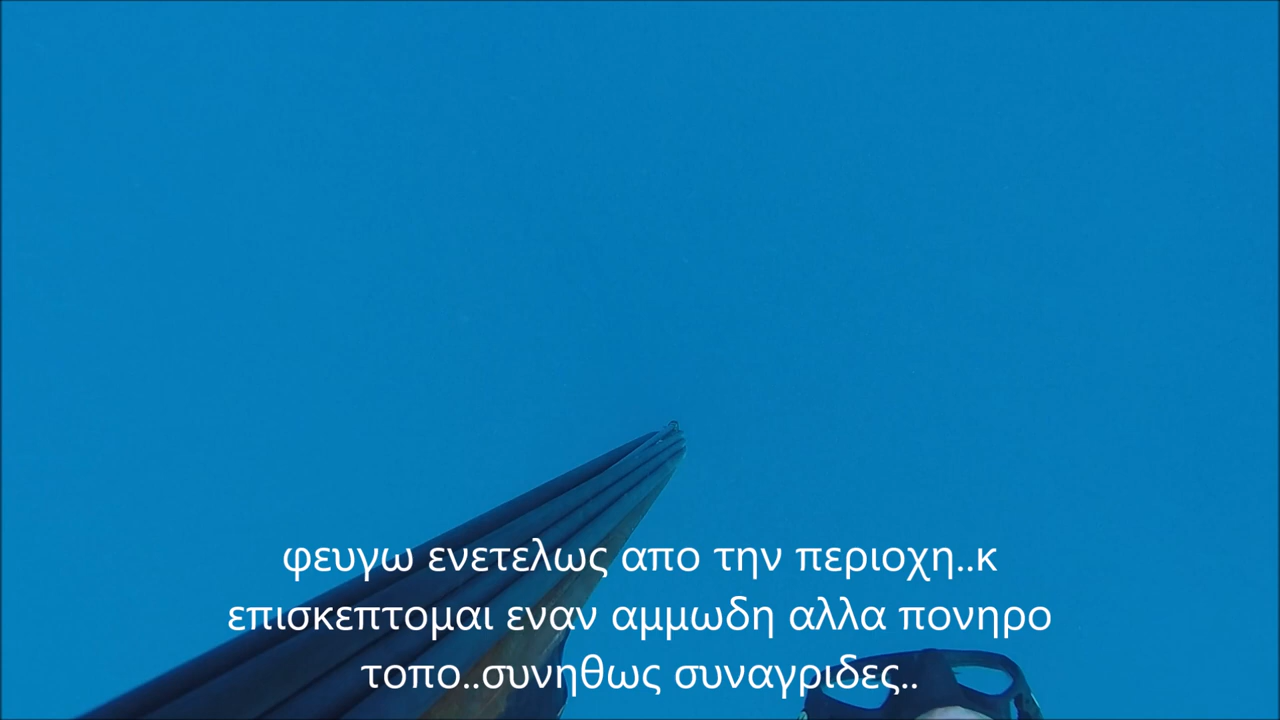 φευγω ενετελως απο την περιοχη..κ
επισκεπτομαι εναν αμμωδη αλλα πονηρο
τοπο..συνηθως συναγριδες..